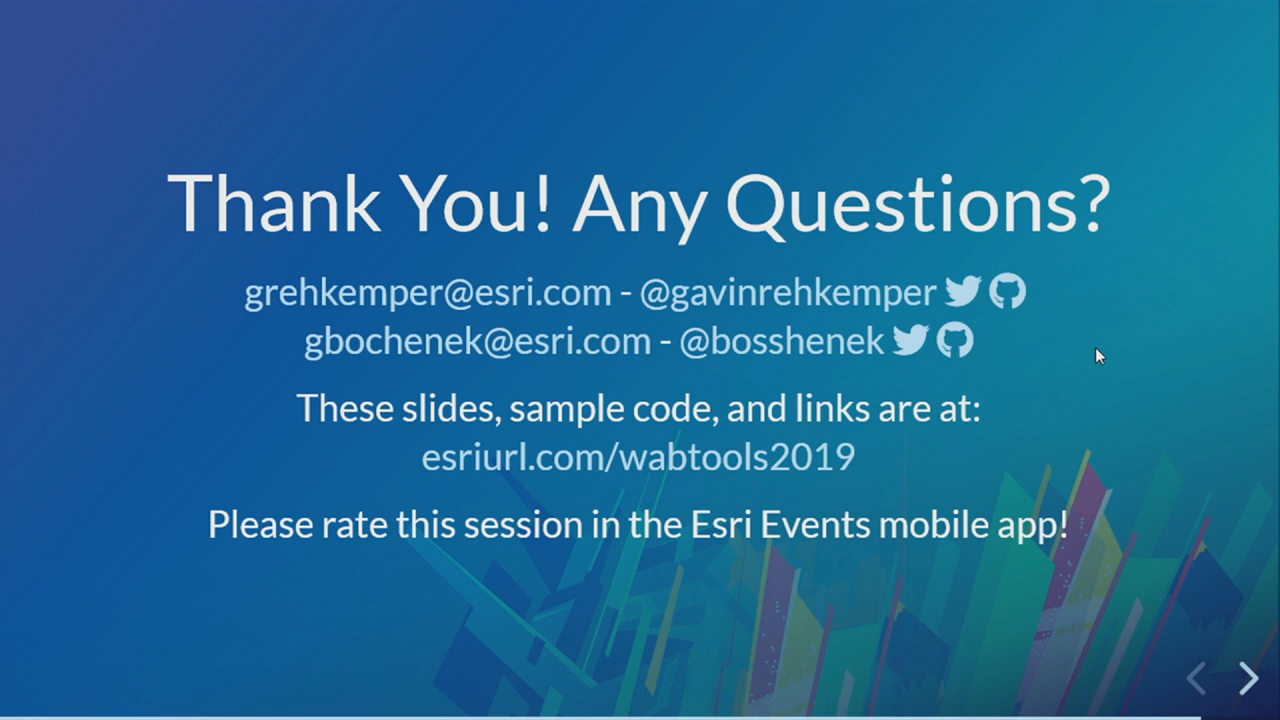 Thank You! Any Questions?
grehkemper@esri.com - @gavinrehkemper
gbochenek@esri.com - @bosshenek
These slides, sample code, and links are at:
esriurl.com/wabtools2019
Please rate this session in the Esri Events mobile app!